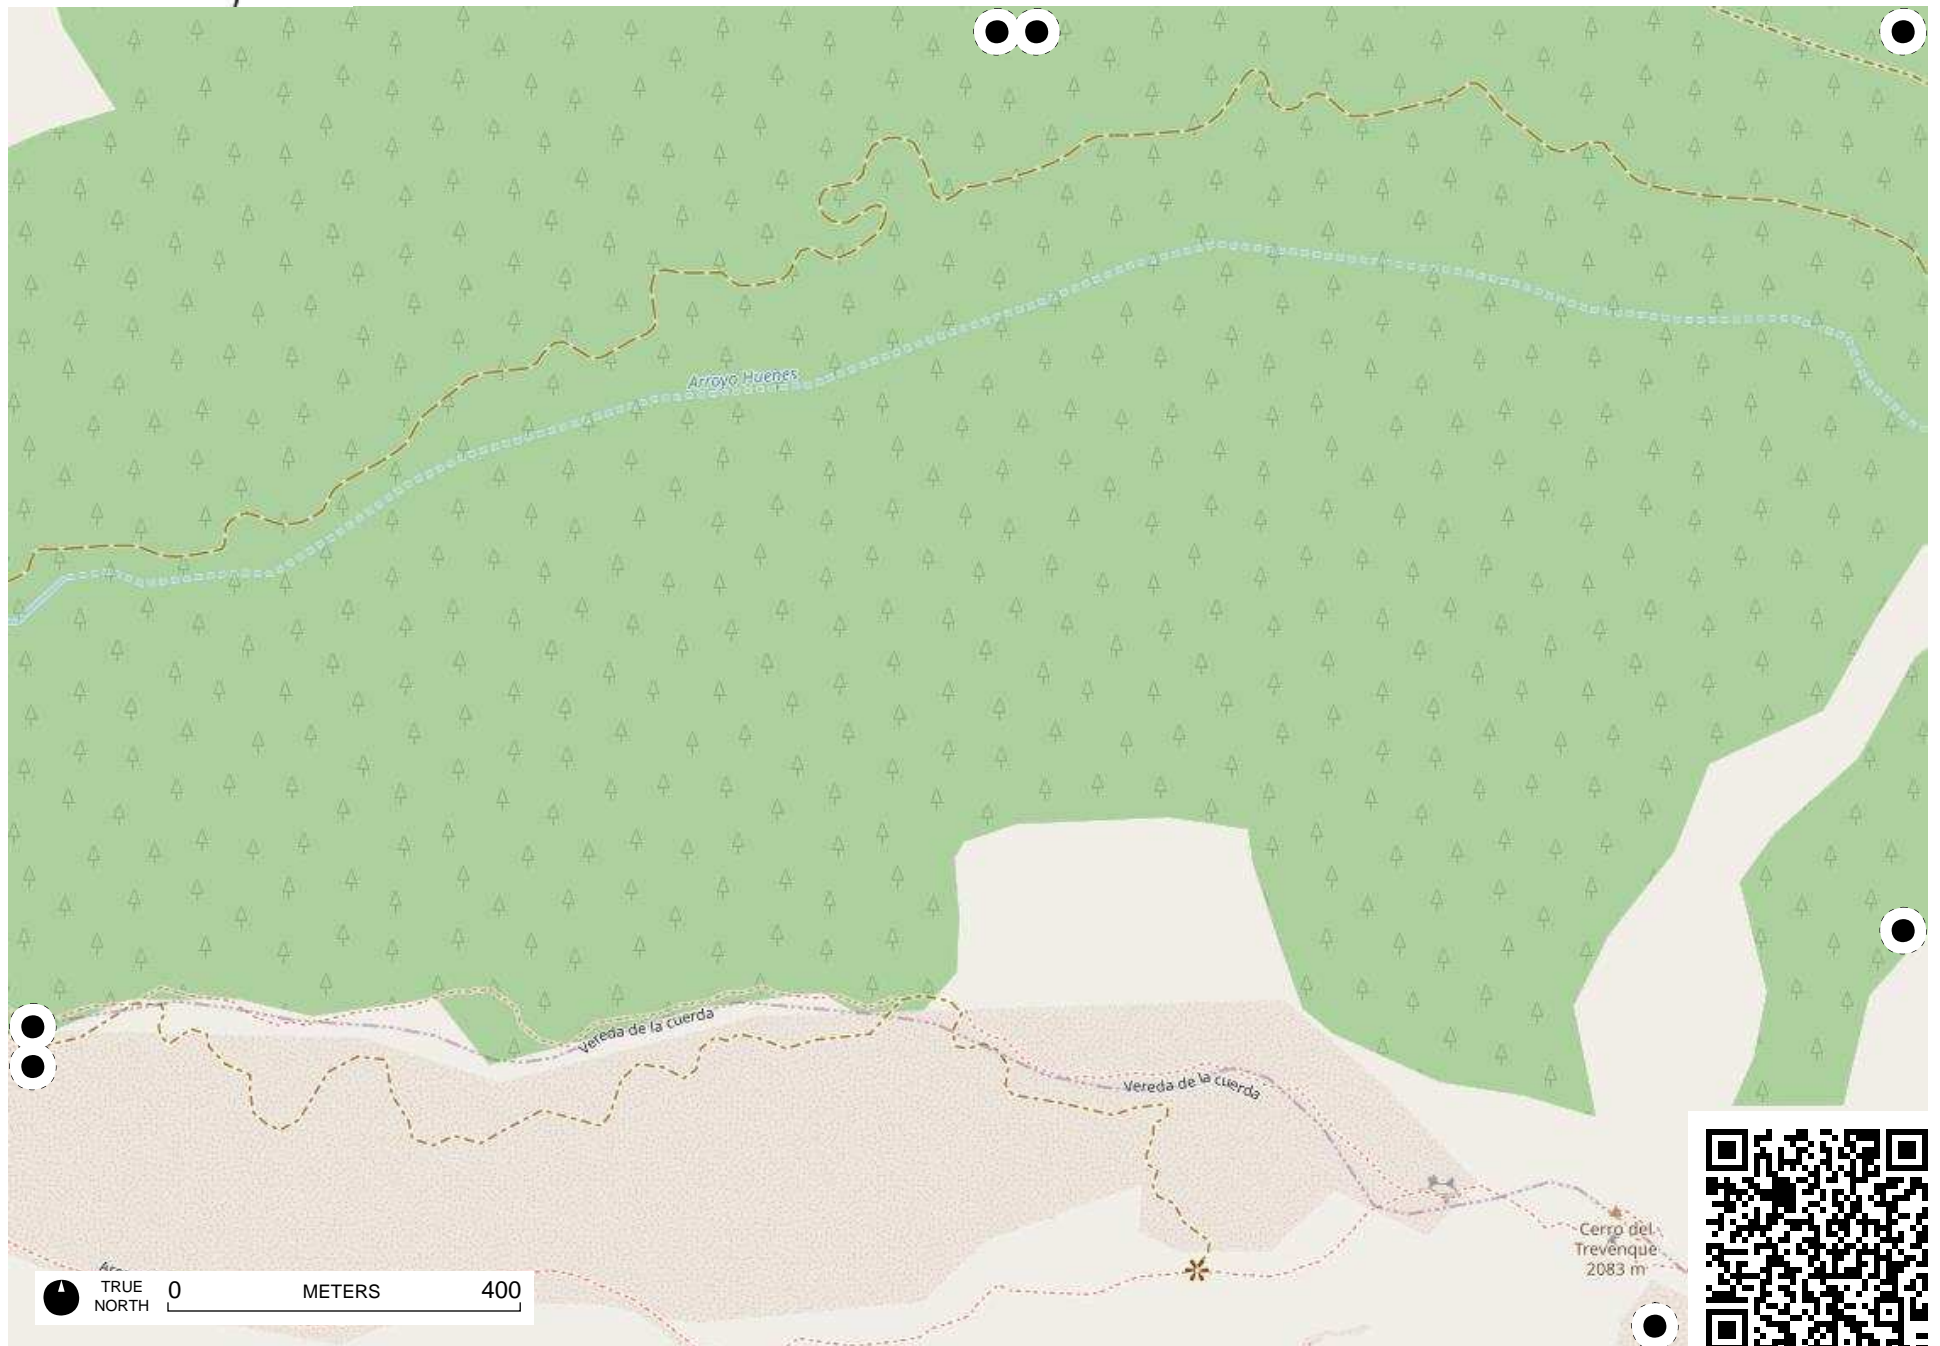 Arroyo Huenes
Vereda de la cuerda
Vereda de la cuerda
Cerro del
Trevenque
2083 m
TRUE
NORTH
0 METERS 400